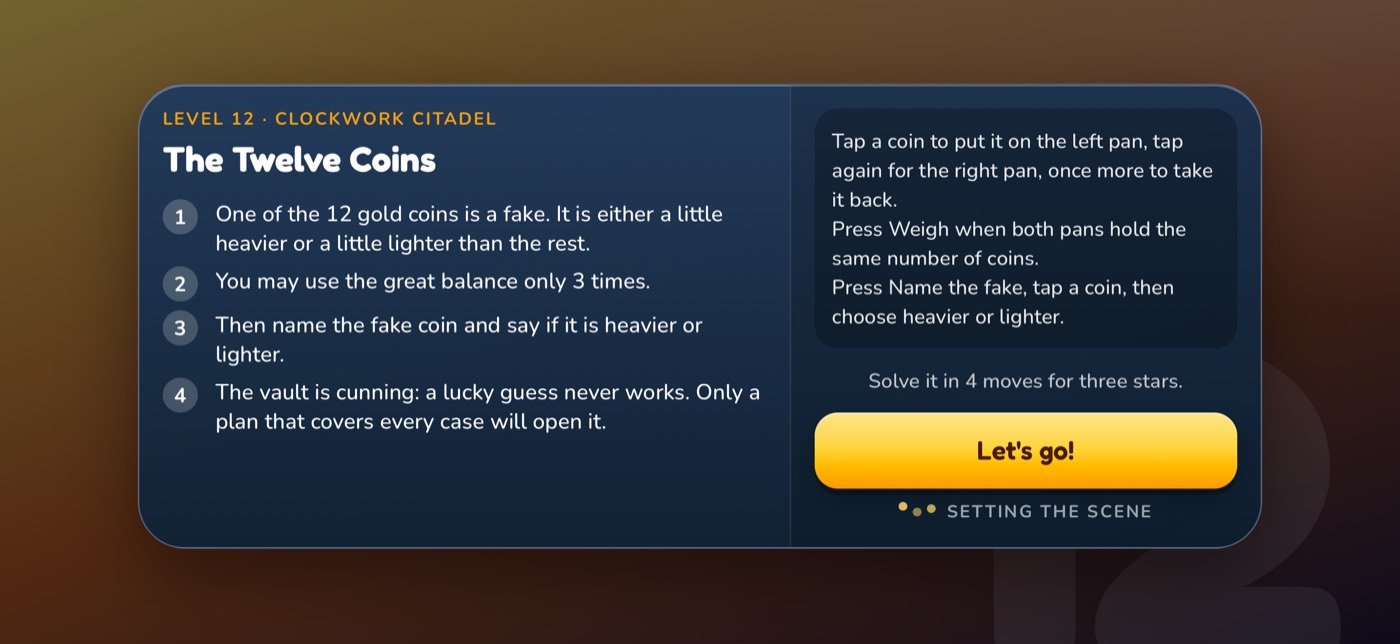 LEVEL 12 · CLOCKWORK CITADEL
The Twelve Coins
1 One of the 12 gold coins is a fake. It is either a little
heavier or a little lighter than the rest.
2 You may use the great balance only 3 times.
3 Then name the fake coin and say if it is heavier or
lighter.
4 The vault is cunning: a lucky guess never works. Only a
plan that covers every case will open it.
Tap a coin to put it on the left pan, tap
again for the right pan, once more to take
it back.
Press Weigh when both pans hold the
same number of coins.
Press Name the fake, tap a coin, then
choose heavier or lighter.
Solve it in 4 moves for three stars.
Let's go!
SETTING THE SCENE
12